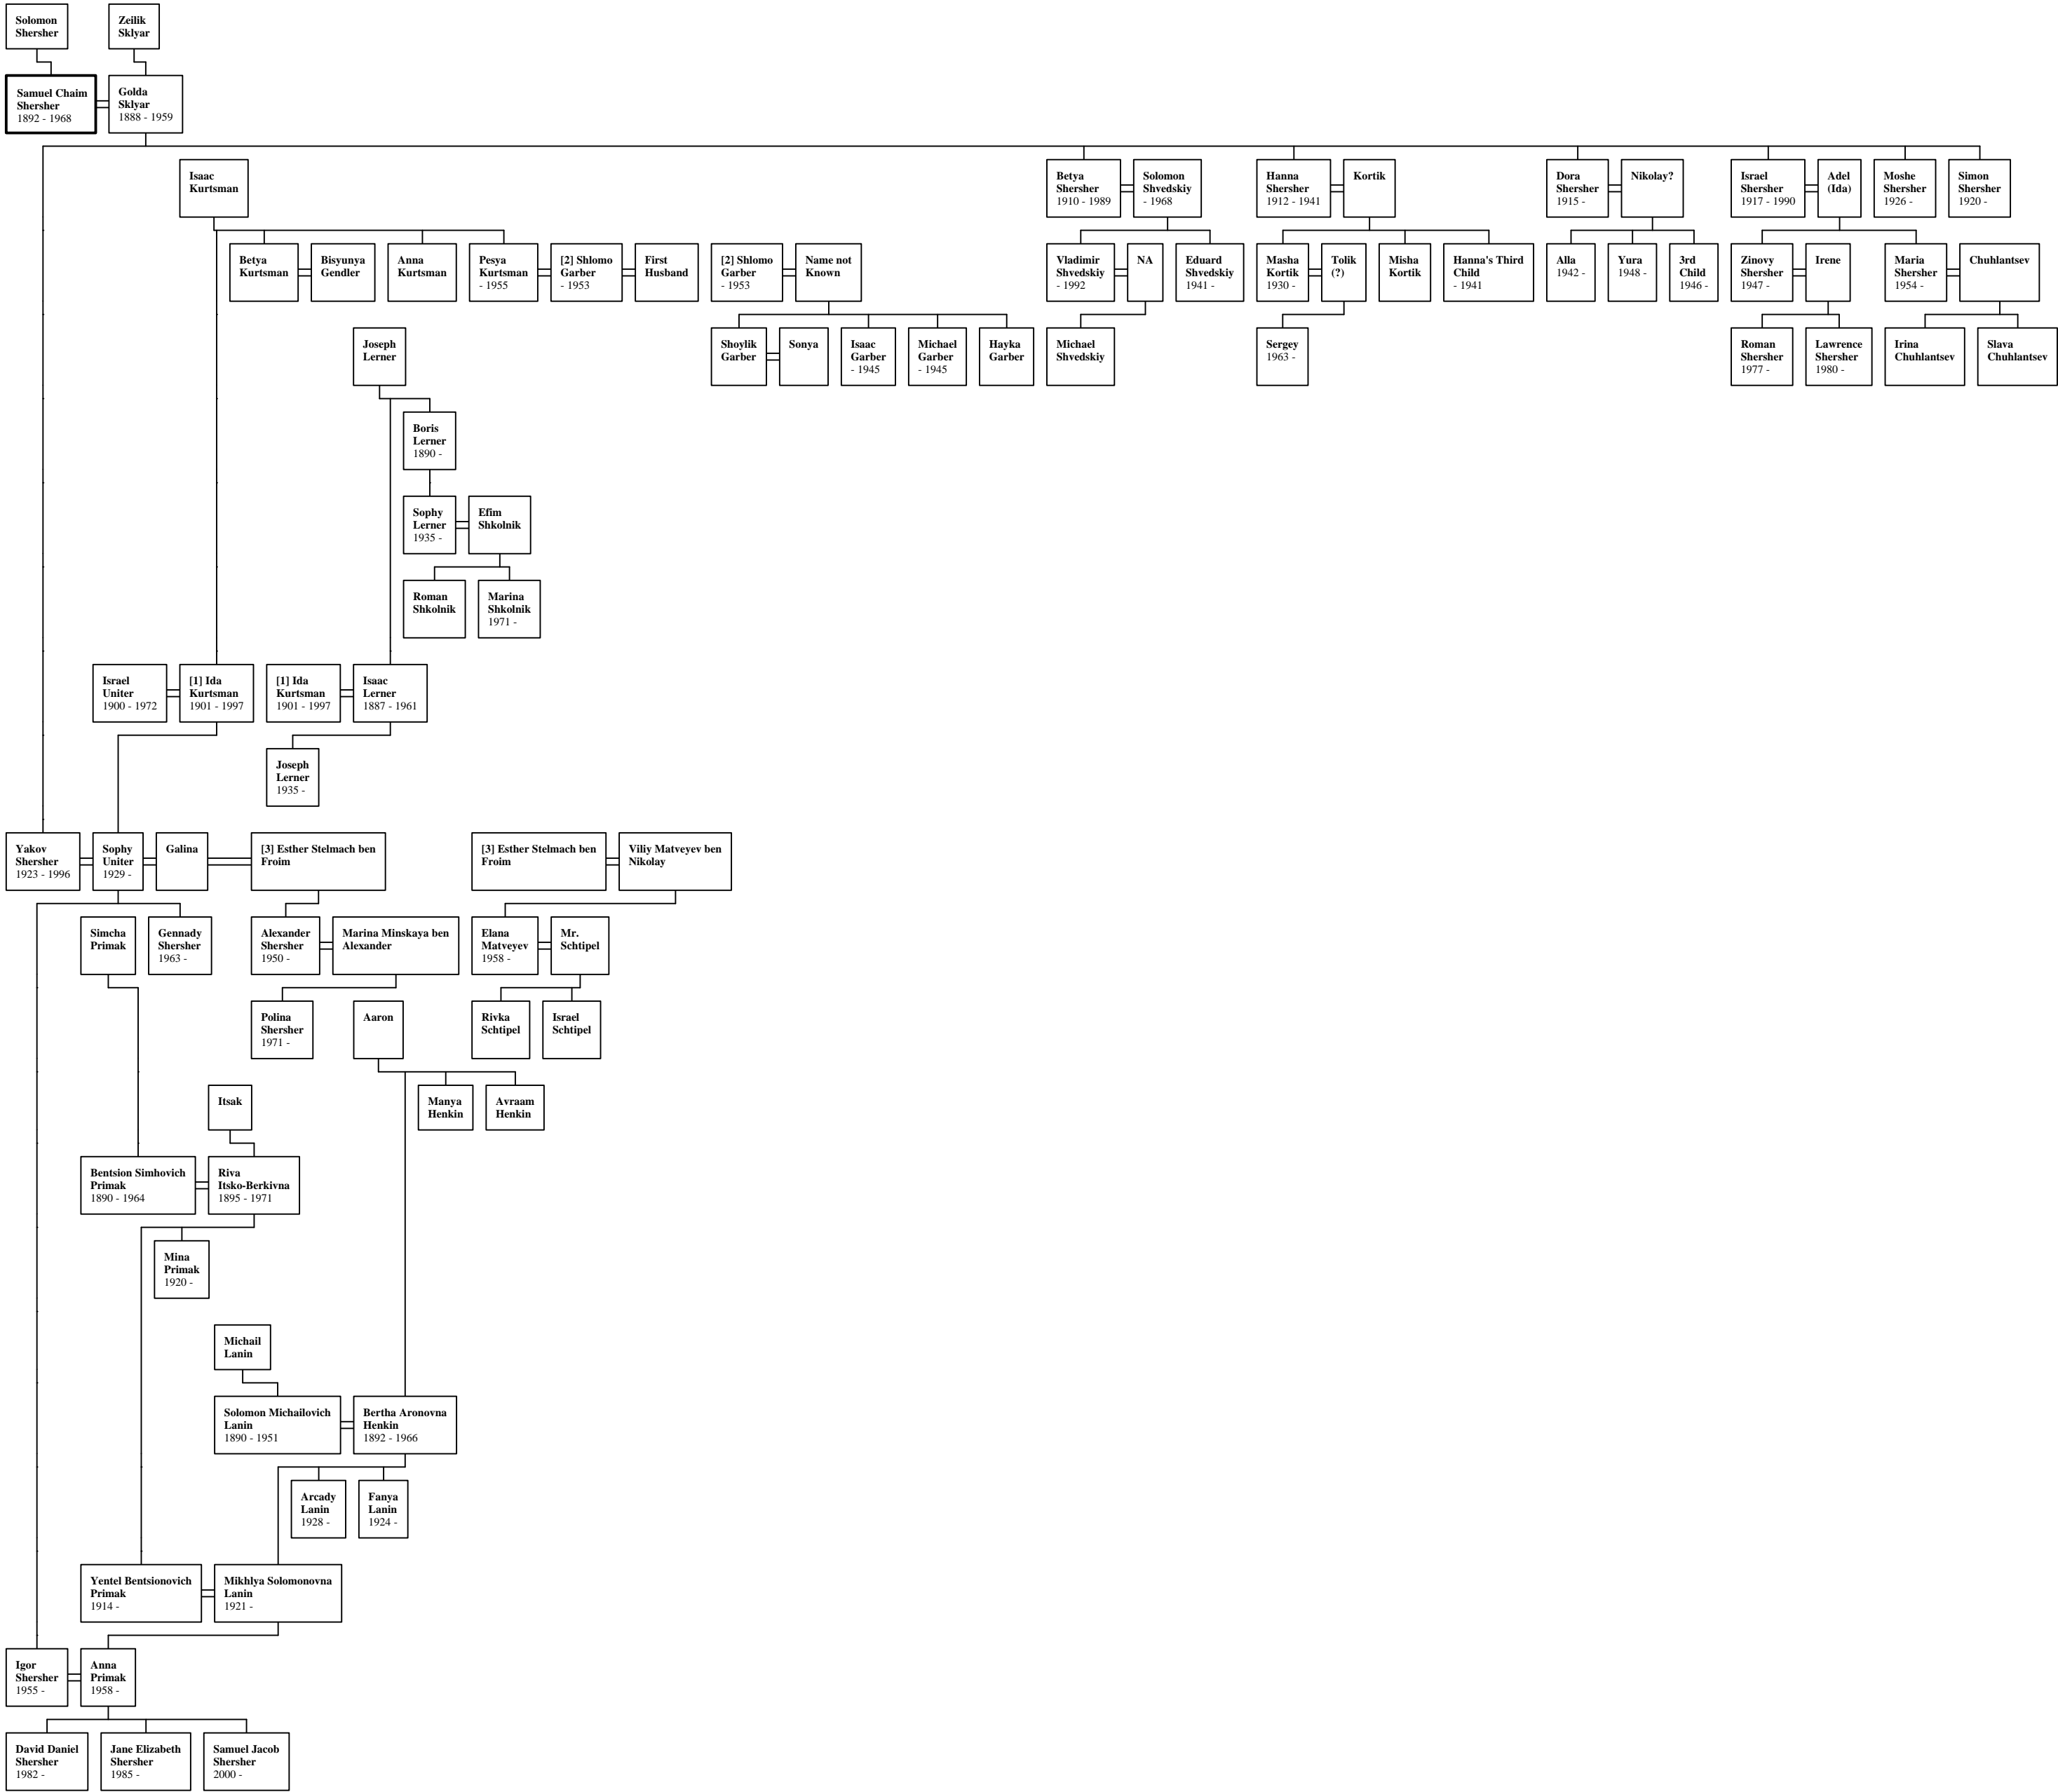 Solomon
Shersher
Zeilik
Sklyar
Samuel Chaim
Shersher
1892 - 1968
Golda
Sklyar
1888 - 1959
Isaac
Kurtsman
Betya
Shersher
1910 - 1989
Solomon
Shvedskiy
- 1968
Hanna
Shersher
1912 - 1941
Kortik
Dora
Shersher
1915 -
Nikolay?
Israel
Shersher
1917 - 1990
Adel
(Ida)
Moshe
Shersher
1926 -
Simon
Shersher
1920 -
Betya
Kurtsman
Bisyunya
Gendler
Anna
Kurtsman
Pesya
Kurtsman
- 1955
[2] Shlomo
Garber
- 1953
First
Husband
[2] Shlomo
Garber
- 1953
Name not
Known
Vladimir
Shvedskiy
- 1992
NA
Eduard
Shvedskiy
1941 -
Masha
Kortik
1930 -
Tolik
(?)
Misha
Kortik
Hanna's Third
Child
- 1941
Alla
1942 -
Yura
1948 -
3rd
Child
1946 -
Zinovy
Shersher
1947 -
Irene
Maria
Shersher
1954 -
Chuhlantsev
Joseph
Lerner
Shoylik
Garber
Sonya
Isaac
Garber
- 1945
Michael
Garber
- 1945
Hayka
Garber
Michael
Shvedskiy
Sergey
1963 -
Roman
Shersher
1977 -
Lawrence
Shersher
1980 -
Irina
Chuhlantsev
Slava
Chuhlantsev
Boris
Lerner
1890 -
Sophy
Lerner
1935 -
Efim
Shkolnik
Roman
Shkolnik
Marina
Shkolnik
1971 -
Israel
Uniter
1900 - 1972
[1] Ida
Kurtsman
1901 - 1997
[1] Ida
Kurtsman
1901 - 1997
Isaac
Lerner
1887 - 1961
Joseph
Lerner
1935 -
Yakov
Shersher
1923 - 1996
Sophy
Uniter
1929 -
Galina
[3] Esther Stelmach ben
Froim
[3] Esther Stelmach ben
Froim
Viliy Matveyev ben
Nikolay
Simcha
Primak
Gennady
Shersher
1963 -
Alexander
Shersher
1950 -
Marina Minskaya ben
Alexander
Elana
Matveyev
1958 -
Mr.
Schtipel
Polina
Shersher
1971 -
Aaron
Rivka
Schtipel
Israel
Schtipel
Itsak
Manya
Henkin
Avraam
Henkin
Bentsion Simhovich
Primak
1890 - 1964
Riva
Itsko-Berkivna
1895 - 1971
Mina
Primak
1920 -
Michail
Lanin
Solomon Michailovich
Lanin
1890 - 1951
Bertha Aronovna
Henkin
1892 - 1966
Arcady
Lanin
1928 -
Fanya
Lanin
1924 -
Yentel Bentsionovich
Primak
1914 -
Mikhlya Solomonovna
Lanin
1921 -
Igor
Shersher
1955 -
Anna
Primak
1958 -
David Daniel
Shersher
1982 -
Jane Elizabeth
Shersher
1985 -
Samuel Jacob
Shersher
2000 -